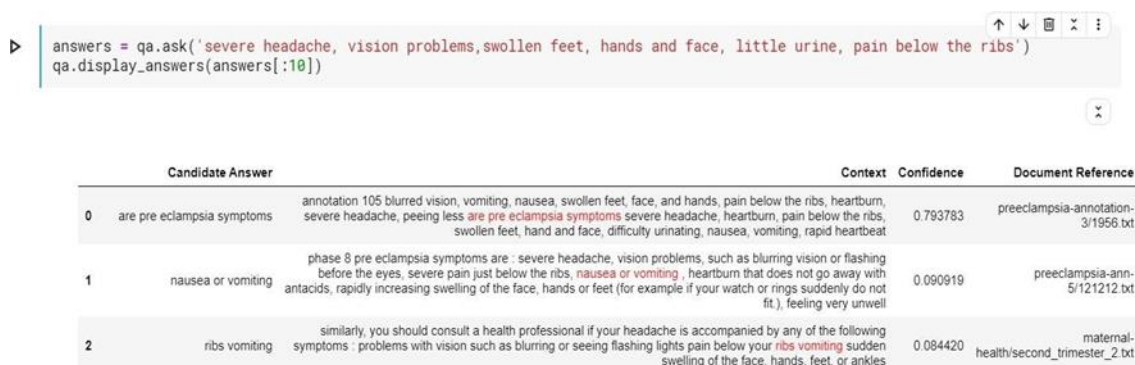 answers = qa.ask('severe headache, vision problems,swollen feet, hands and face, little urine, pain below the ribs')
qa.display_answers(answers[:10])
Candidate Answer Context Confidence Document Reference
0 are pre eclampsia symptoms
annotation 105 blurred vision, vomiting, nausea, swollen feet, face, and hands, pain below the ribs, heartburn,
severe headache, peeing less are pre eclampsia symptoms severe headache, heartburn, pain below the ribs,
swollen feet, hand and face, difficulty urinating, nausea, vomiting, rapid heartbeat
0.793783
preeclampsia-annotation-
3/1956.txt
1 nausea or vomiting
phase 8 pre eclampsia symptoms are : severe headache, vision problems, such as blurring vision or flashing
before the eyes, severe pain just below the ribs, nausea or vomiting , heartburn that does not go away with
antacids, rapidly increasing swelling of the face, hands or feet (for example if your watch or rings suddenly do not
fit.), feeling very unwell
0.090919
preeclampsia-ann-
5/121212.txt
2 ribs vomiting
similarly, you should consult a health professional if your headache is accompanied by any of the following
symptoms : problems with vision such as blurring or seeing flashing lights pain below your ribs vomiting sudden
swelling of the face, hands, feet, or ankles
0.084420
maternal-
health/second_trimester_2.txt